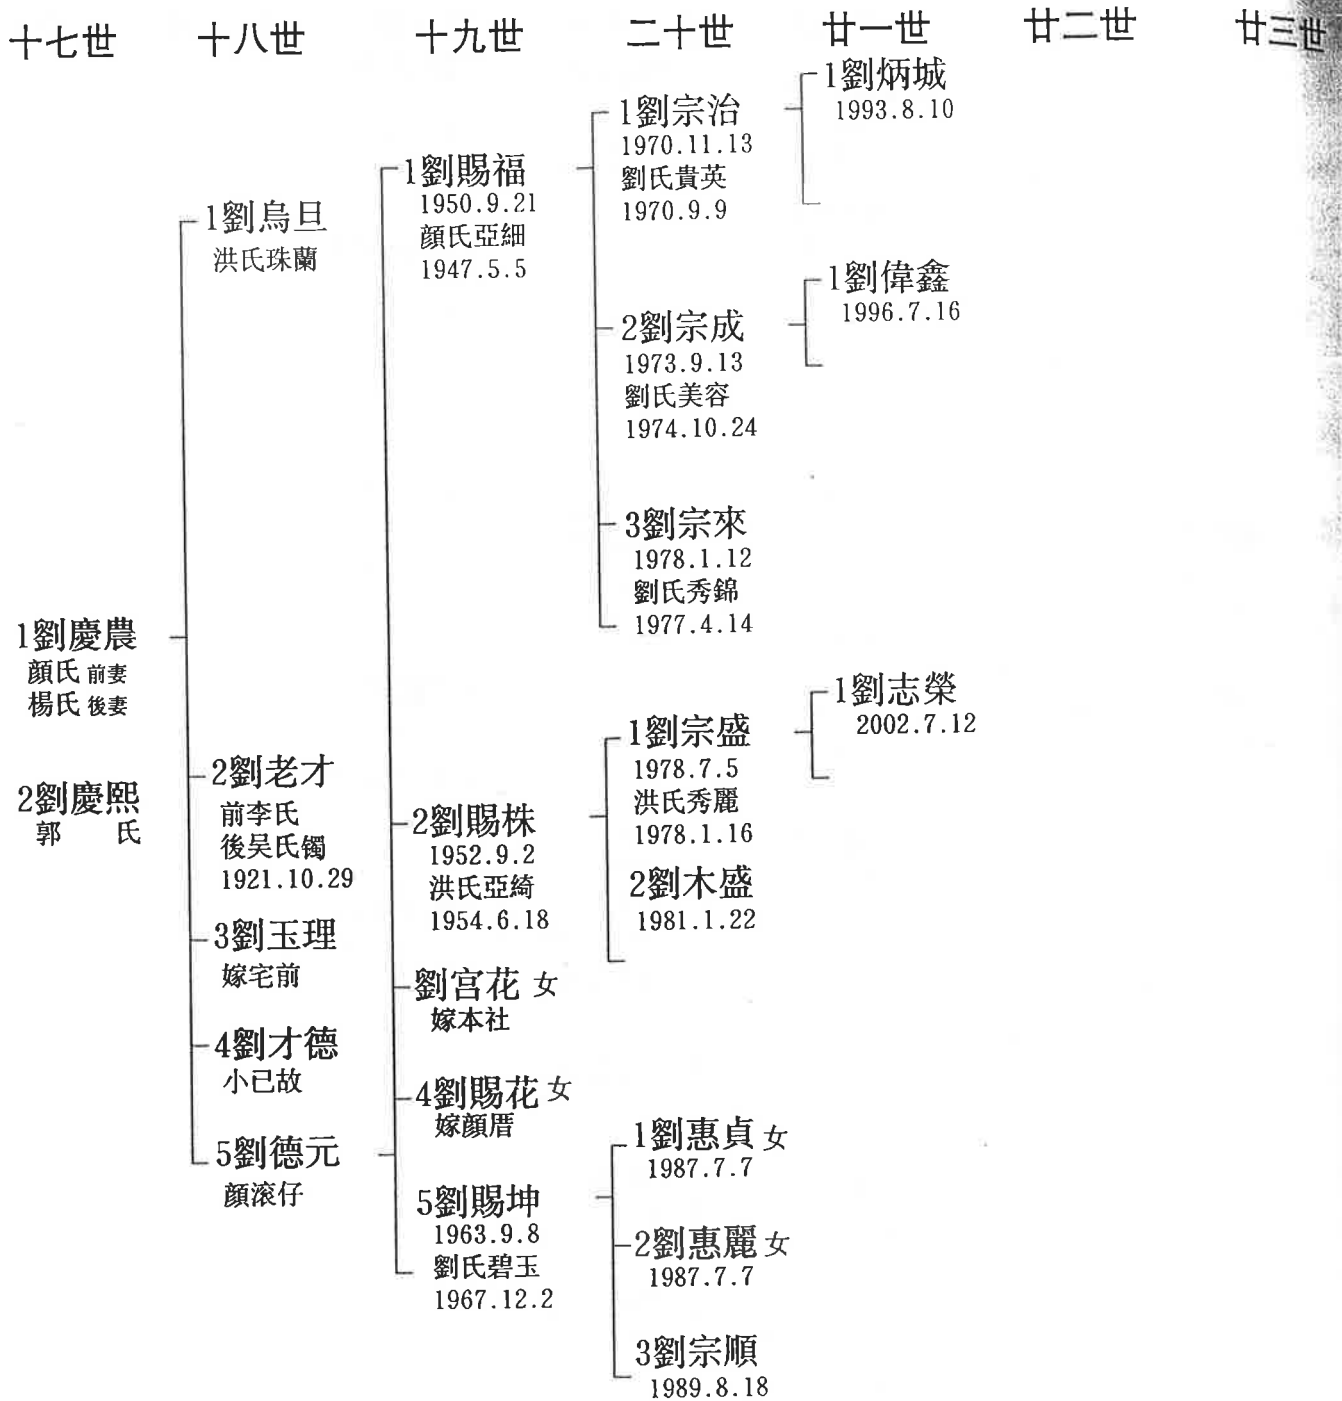 十七世 十八世 十九世 二十世 廿一世 廿二世 廿三世
1劉慶農
顏氏 前妻
楊氏 後妻
2劉慶熙
郭 氏
1劉烏旦
洪氏珠蘭
2劉老才
前李氏
後吴氏镯
1921.10.29
3劉玉理
嫁宅前
4劉才德
小已故
5劉德元
顏滚仔
1劉賜福
1950.9.21
顏氏亞細
1947.5.5
2劉賜株
1952.9.2
洪氏亞綺
1954.6.18
劉宫花 女
嫁本社
4劉賜花 女
嫁顏厝
5劉賜坤
1963.9.8
劉氏碧玉
1967.12.2
1劉宗治
1970.11.13
劉氏貴英
1970.9.9
2劉宗成
1973.9.13
劉氏美容
1974.10.24
3劉宗來
1978.1.12
劉氏秀錦
1977.4.14
1劉宗盛
1978.7.5
洪氏秀麗
1978.1.16
2劉木盛
1981.1.22
1劉惠貞 女
1987.7.7
2劉惠麗 女
1987.7.7
3劉宗順
1989.8.18
1劉炳城
1993.8.10
1劉偉鑫
1996.7.16
1劉志榮
2002.7.12